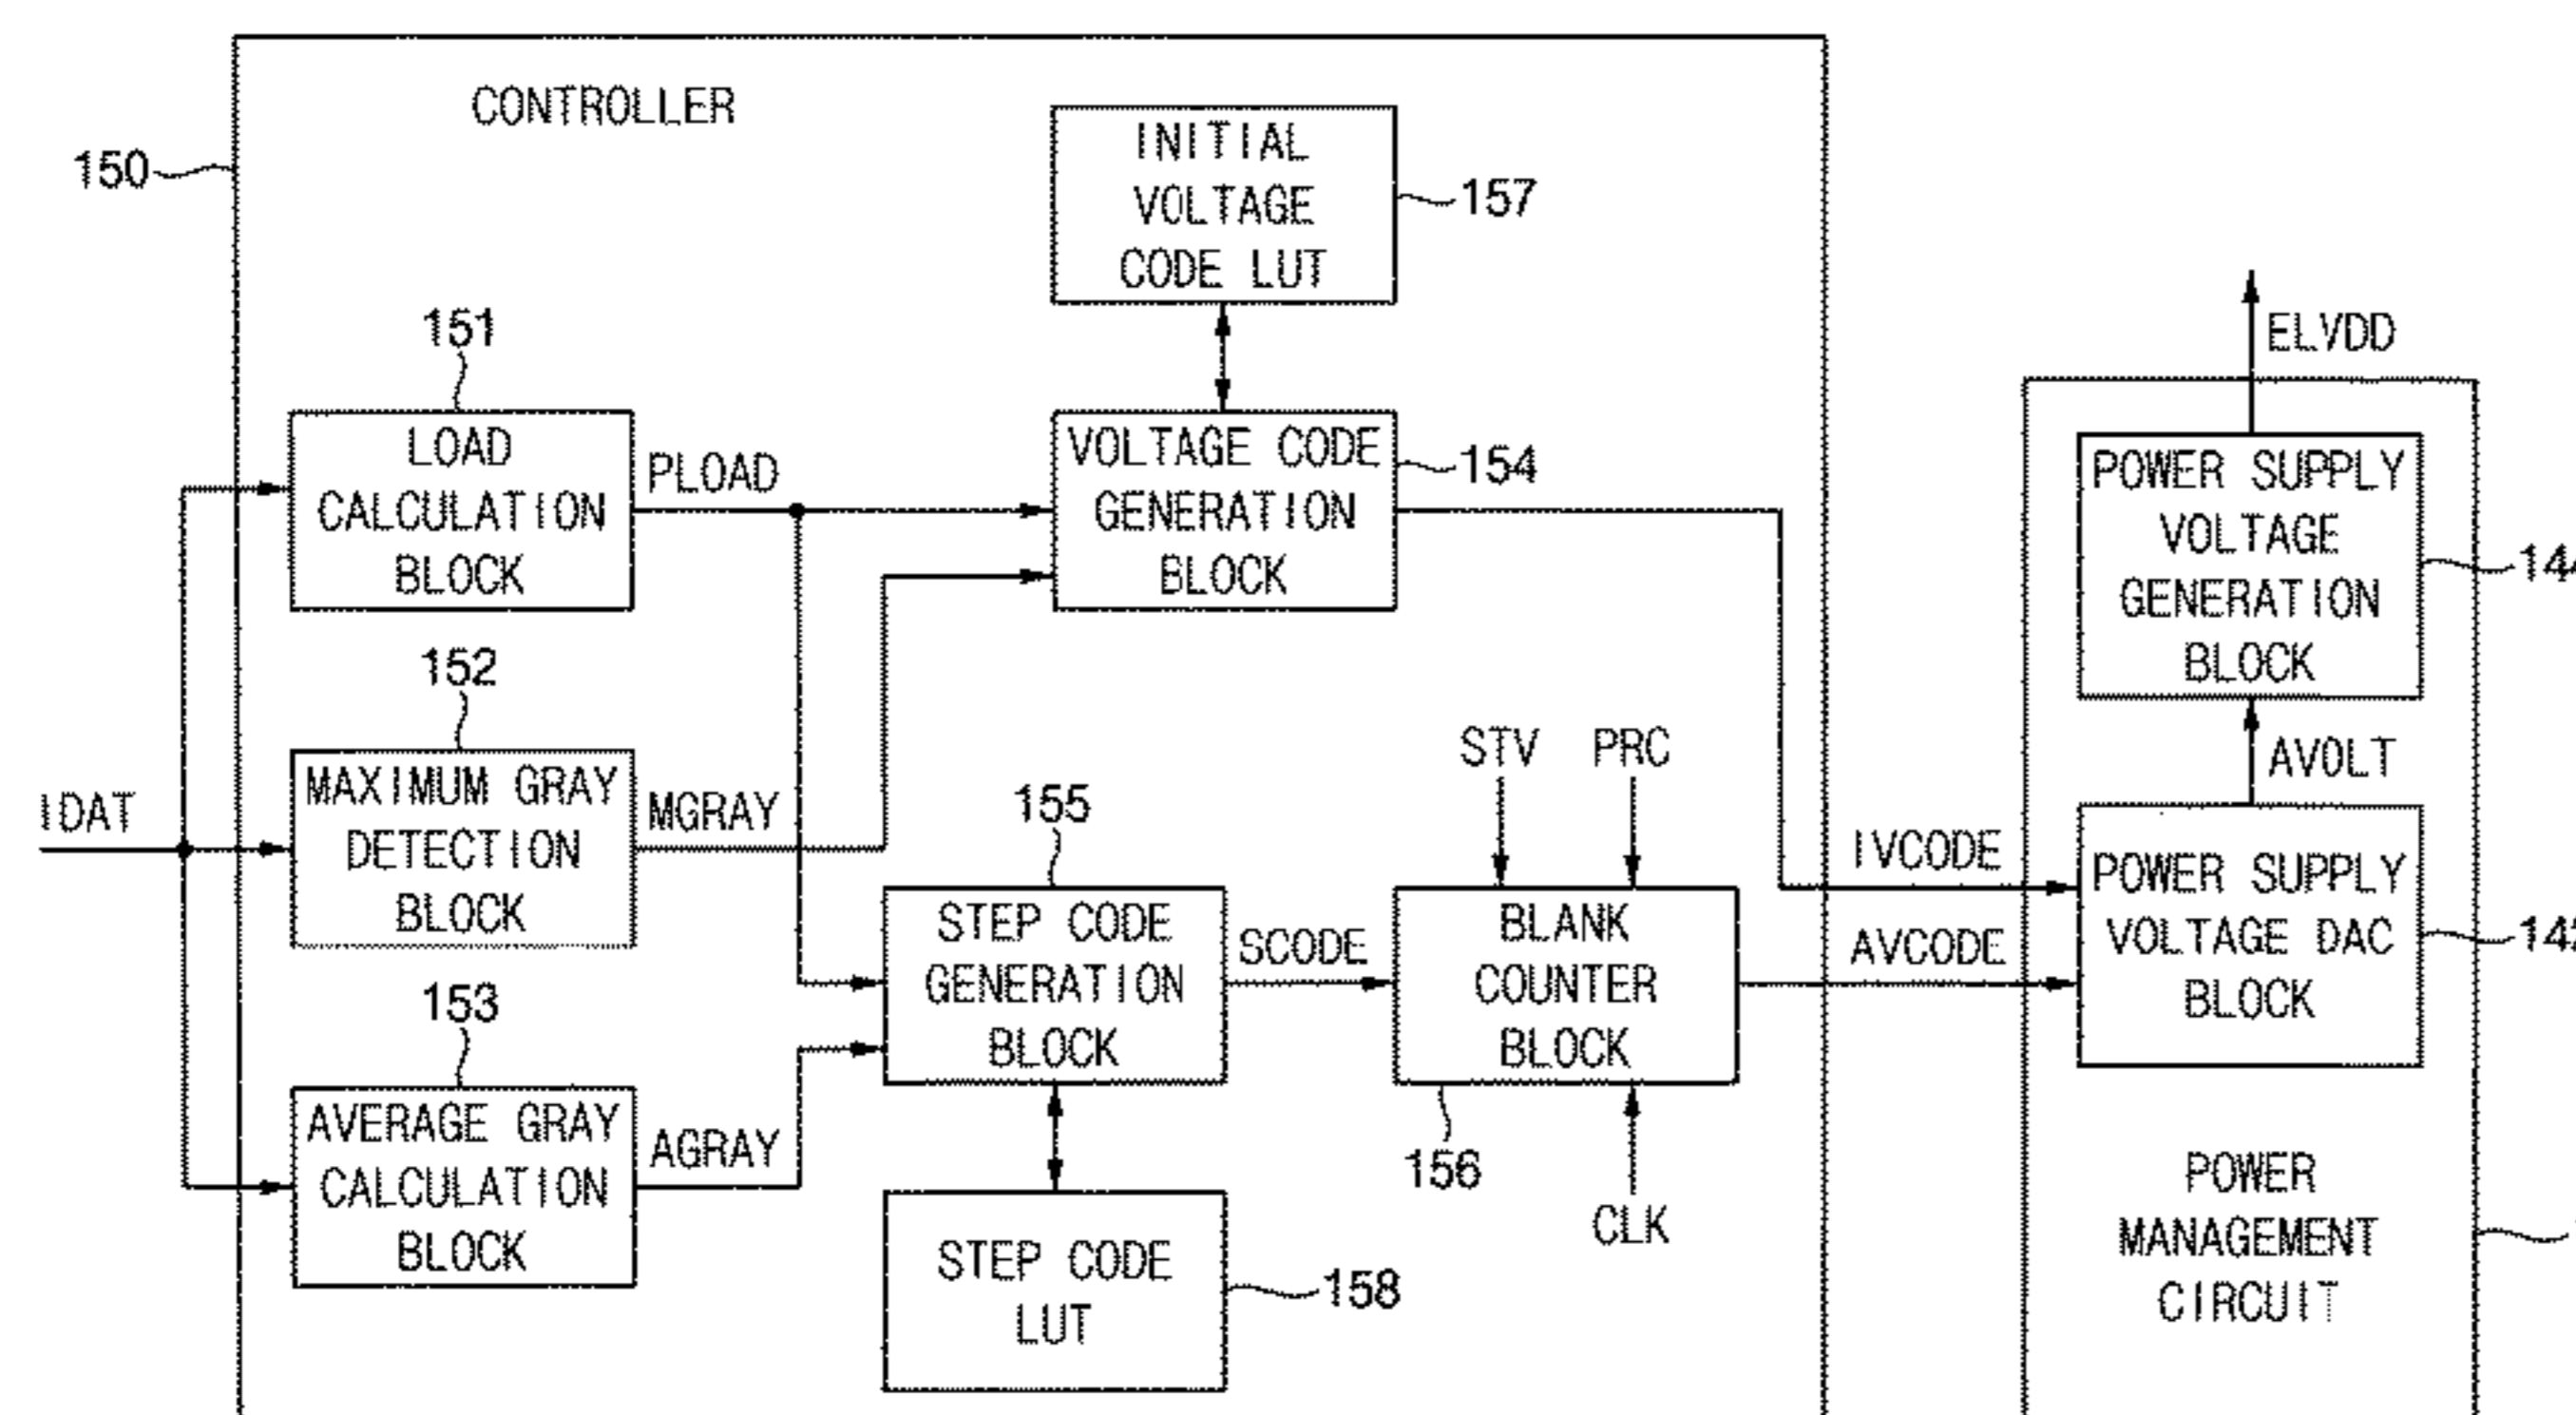 CONTROLLER
150
INITIAL
VOLTAGE
CODE LUT
157
151
LOAD
CALCULATION
BLOCK
PLOAD
VOLTAGE CODE
GENERATION
BLOCK
154
ELVDD
POWER SUPPLY
VOLTAGE
GENERATION
BLOCK
152
MAXIMUM GRAY
DETECTION
BLOCK
IDAT
MGRAY
155
STV
PRC
AVOLT
IVCODE
AVCODE
POWER SUPPLY
VOLTAGE DAC
BLOCK
STEP CODE
GENERATION
BLOCK
SCODE
BLANK
COUNTER
BLOCK
153
AVERAGE GRAY
CALCULATION
BLOCK
AGRAY
156
CLK
STEP CODE
LUT
158
POWER
MANAGEMENT
CIRCUIT